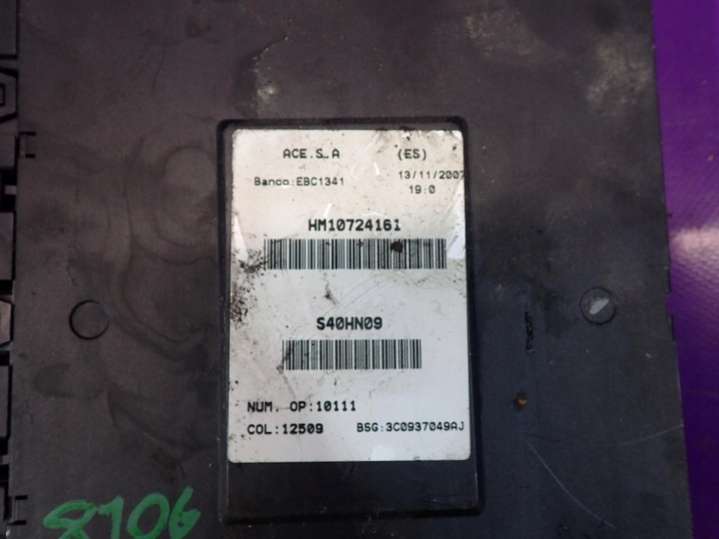 ACE.S.A (ES)
Banco:EBC1341 13/11/2007
19:0
HM10724161
S40HN09
NUM. OP:10111
COL:12509 BSG:3C0937049AJ
8106